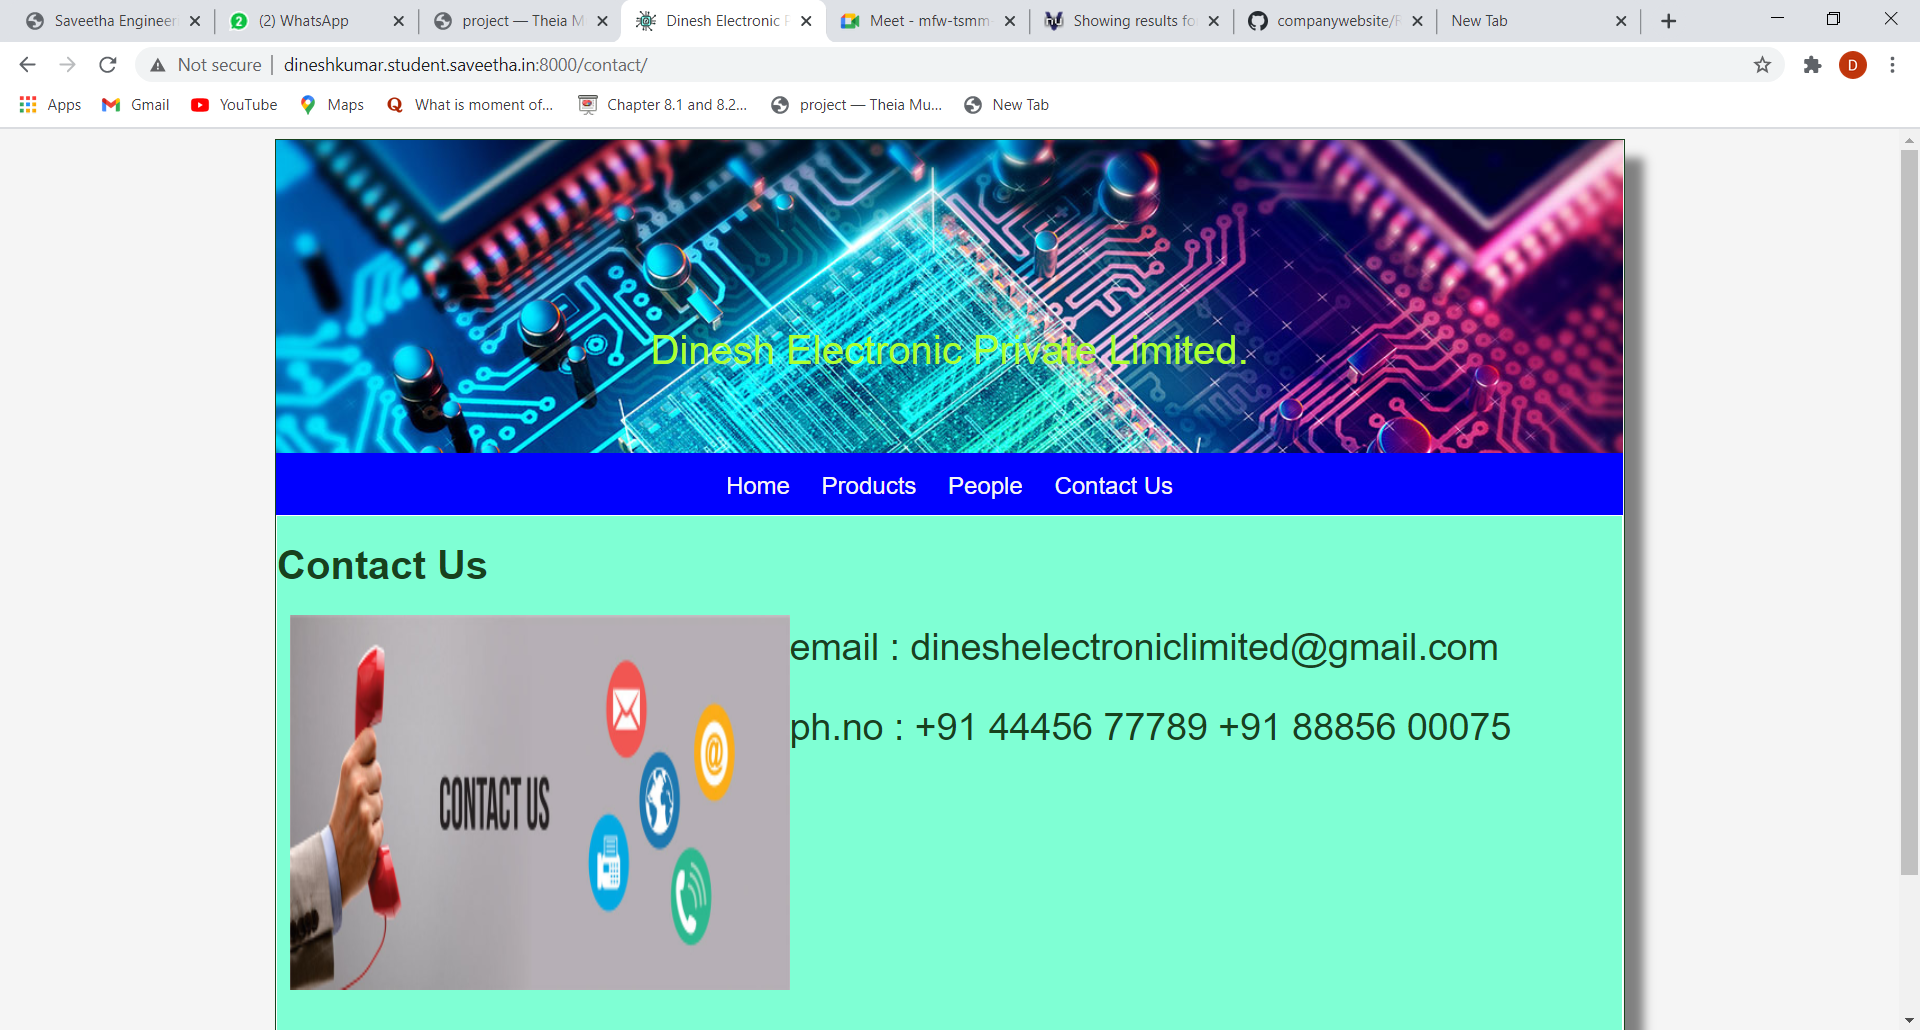 Saveetha Engineer
(2) WhatsApp
project — Theia M
Dinesh Electronic P
Meet - mfw-tsmm
Showing results fo
companywebsite/R
New Tab
Not secure
dineshkumar.student.saveetha.in:8000/contact/
D
Apps
Gmail
YouTube
Maps
What is moment of...
Chapter 8.1 and 8.2...
project — Theia Mu...
New Tab
Dinesh Electronic Private Limited.
Home Products People Contact Us
Contact Us
CONTACT US
email : dineshelectroniclimited@gmail.com
ph.no : +91 44456 77789 +91 88856 00075